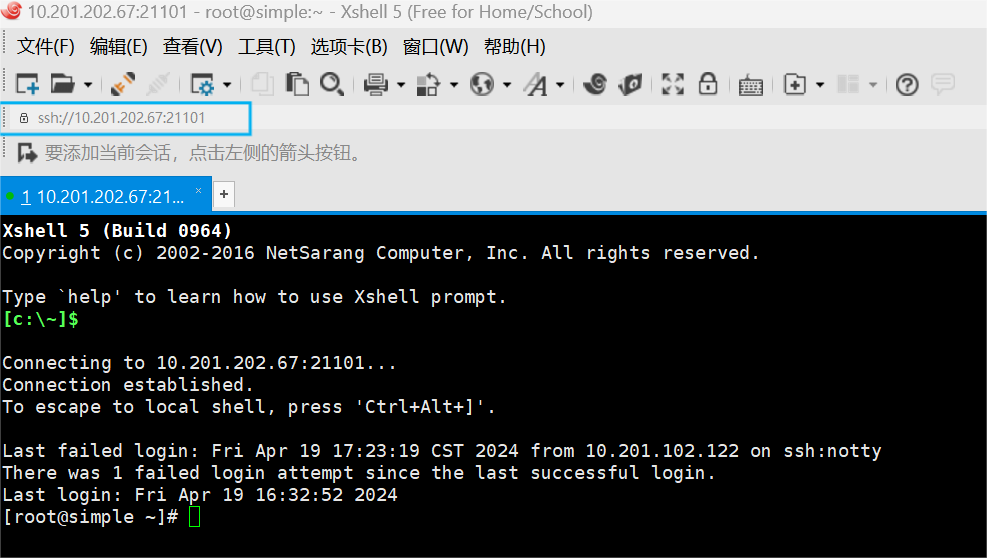 10.201.202.67:21101 - root@simple:~ - Xshell 5 (Free for Home/School)
文件(F) 编辑(E) 查看(V) 工具(T) 选项卡(B) 窗口(W) 帮助(H)
ssh://10.201.202.67:21101
要添加当前会话，点击左侧的箭头按钮。
1 10.201.202.67:21... × +
Xshell 5 (Build 0964)
Copyright (c) 2002-2016 NetSarang Computer, Inc. All rights reserved.
Type `help' to learn how to use Xshell prompt.
[c:\~]$
Connecting to 10.201.202.67:21101...
Connection established.
To escape to local shell, press 'Ctrl+Alt+]'.
Last failed login: Fri Apr 19 17:23:19 CST 2024 from 10.201.102.122 on ssh:notty
There was 1 failed login attempt since the last successful login.
Last login: Fri Apr 19 16:32:52 2024
[root@simple ~]#